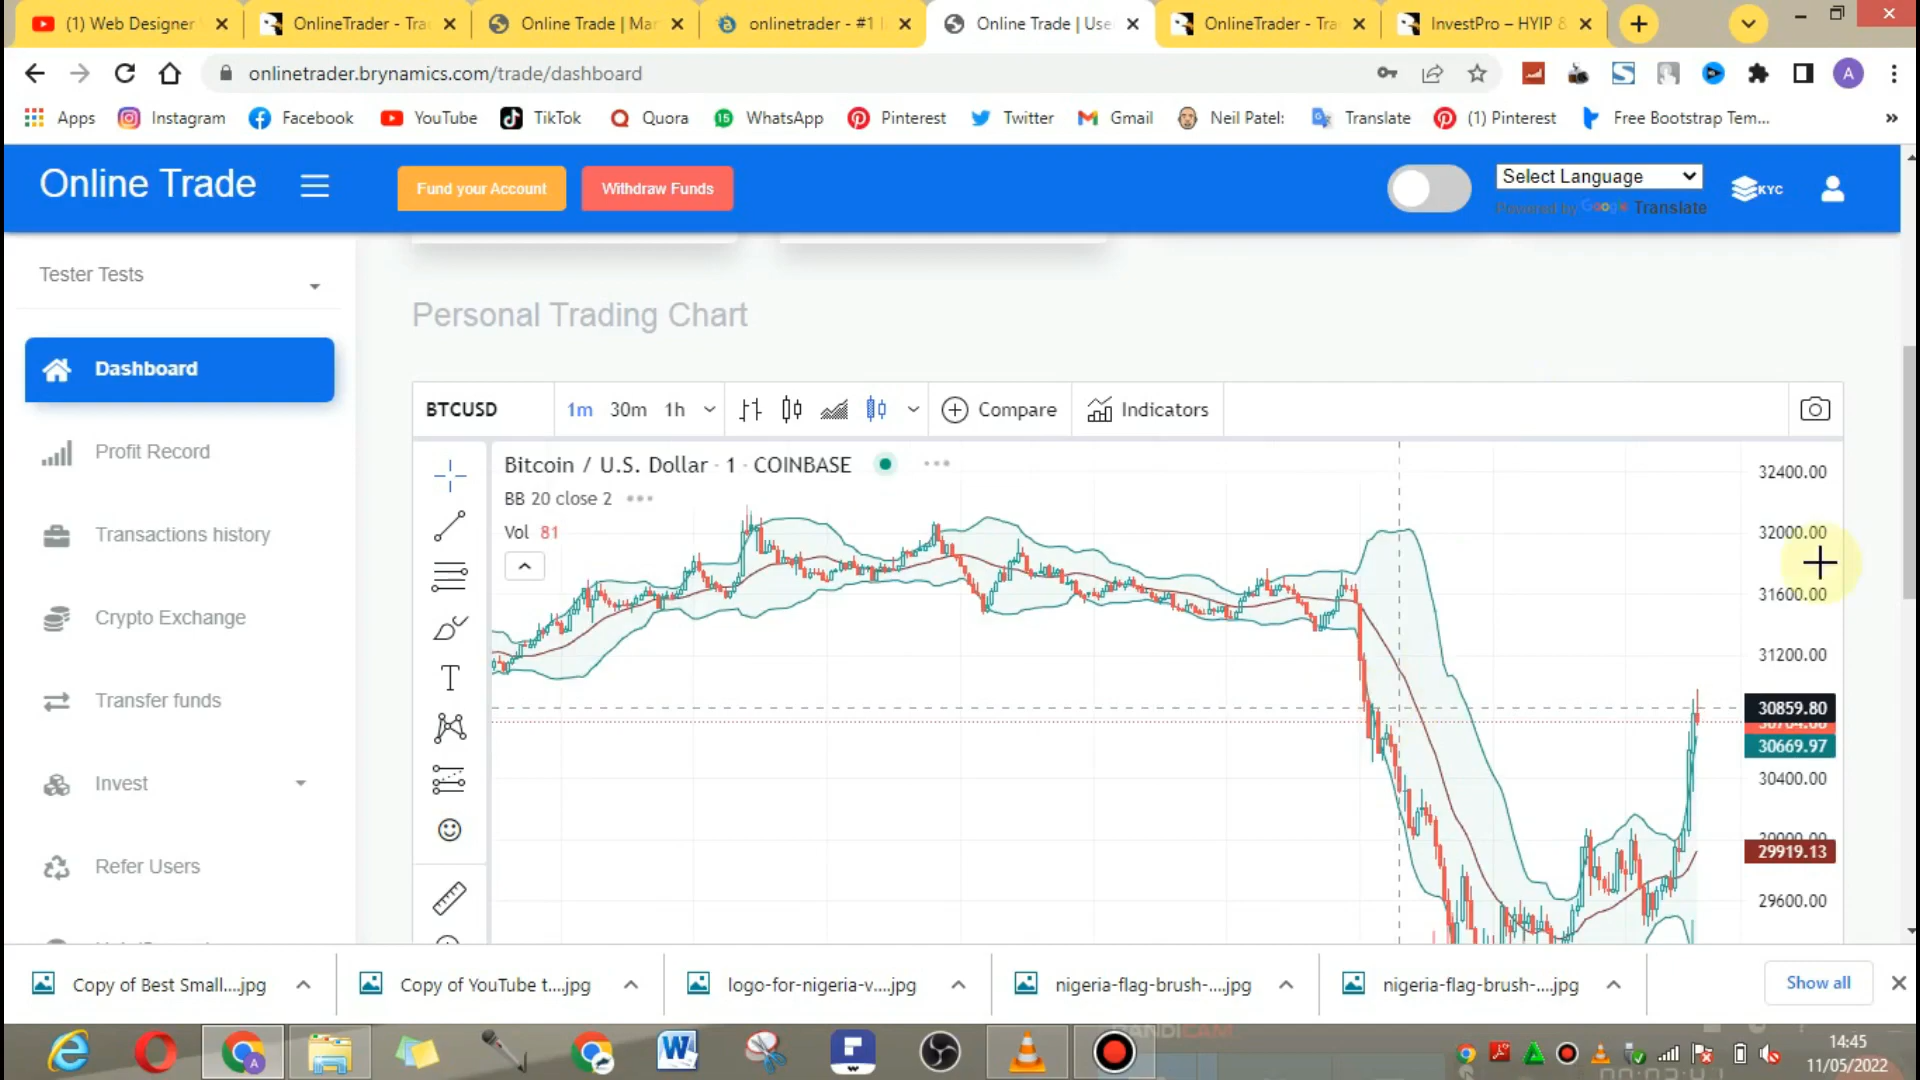 (1) Web Designer
OnlineTrader - Tra
Online Trade | Mar
onlinetrader - #1
Online Trade | Use
OnlineTrader - Tra
InvestPro – HYIP &
onlinetrader.brynamics.com/trade/dashboard
A
Apps
Instagram
Facebook
YouTube
TikTok
Quora
15 WhatsApp
Pinterest
Twitter
Gmail
Neil Patel:
Translate
(1) Pinterest
Free Bootstrap Tem...
»
Online Trade
Fund your Account
Withdraw Funds
Select Language
Powered by Google Translate
KYC
Tester Tests
Dashboard
Profit Record
Transactions history
Crypto Exchange
Transfer funds
Invest
Refer Users
Personal Trading Chart
BTCUSD
1m 30m 1h
Compare
Indicators
Bitcoin / U.S. Dollar · 1 · COINBASE
BB 20 close 2
Vol 81
32400.00
32000.00
31600.00
31200.00
30859.80
30669.97
30400.00
29919.13
29600.00
Copy of Best Small....jpg
Copy of YouTube t....jpg
logo-for-nigeria-v....jpg
nigeria-flag-brush-....jpg
nigeria-flag-brush-....jpg
Show all
14:45
11/05/2022